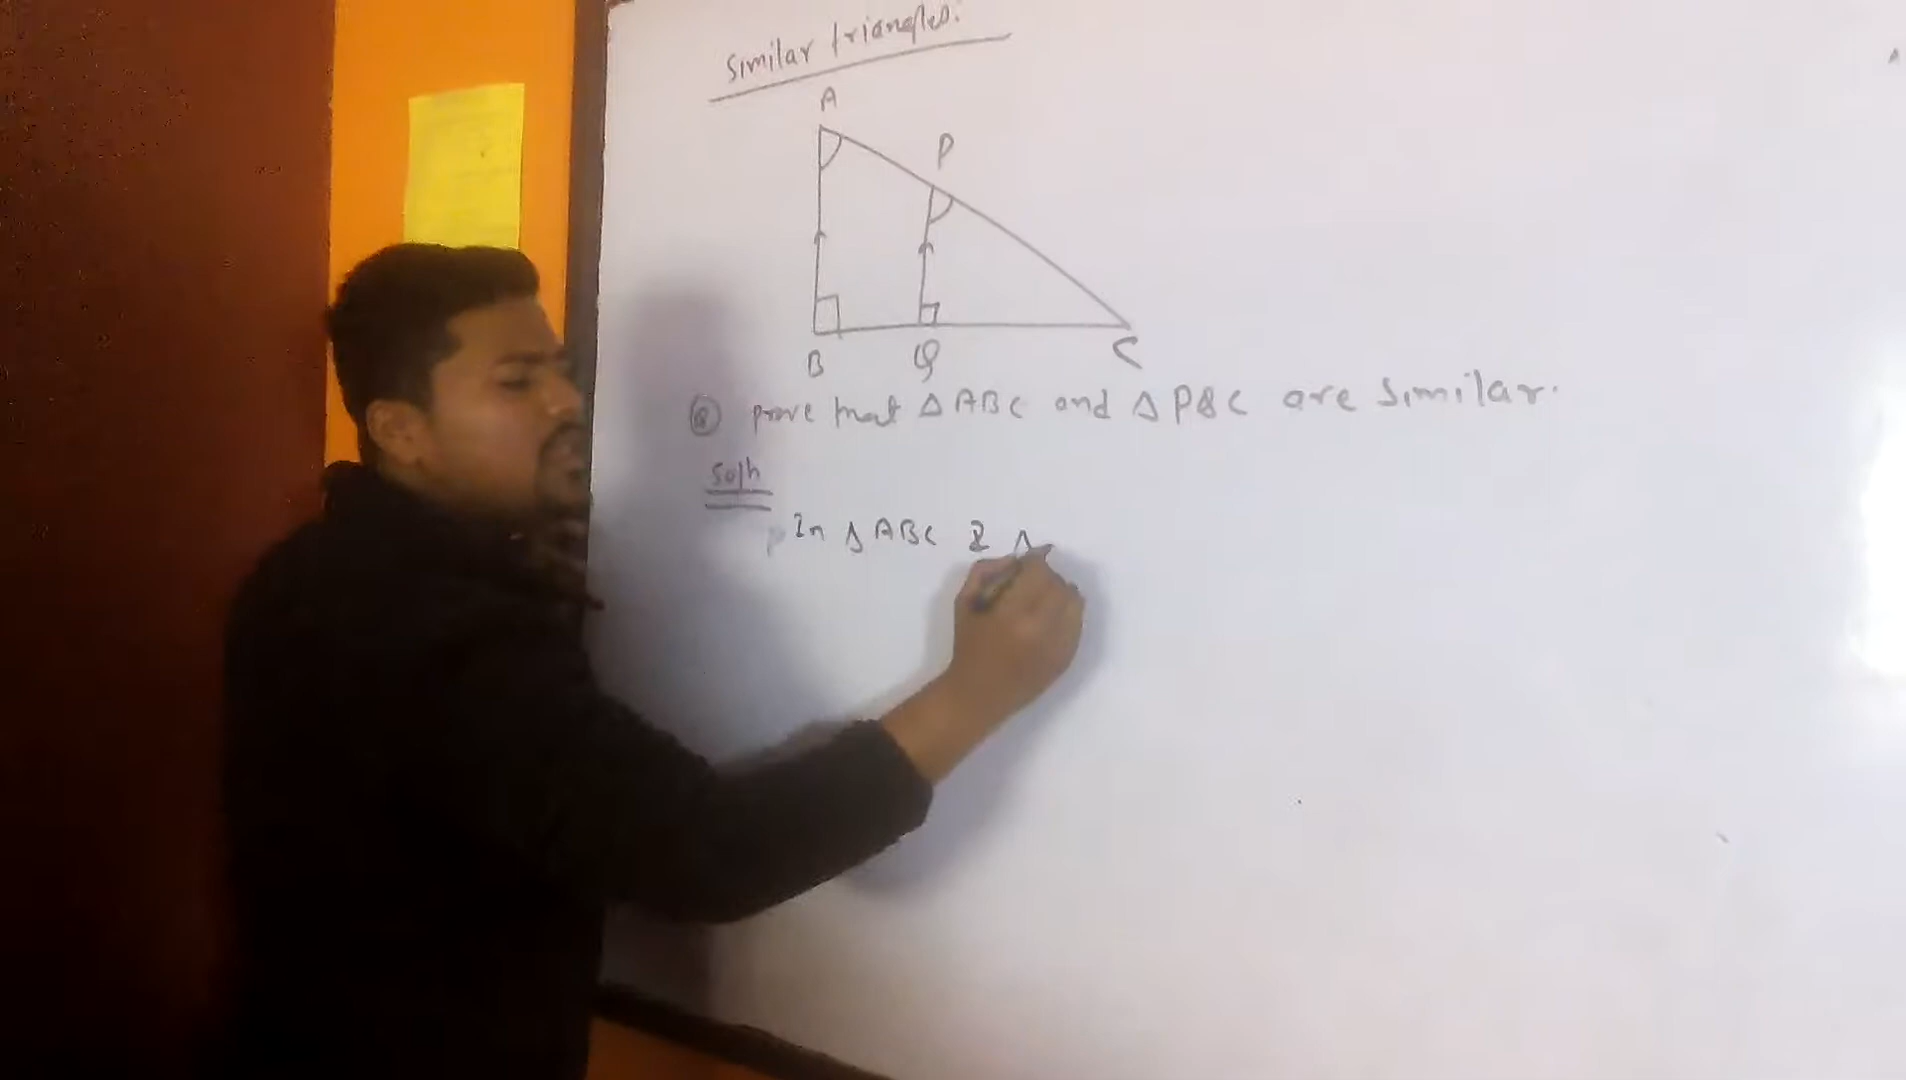 Similar triangles.
A
P
B Q C
Q prove that Δ ABC and Δ PQC are similar.
Soln
In Δ ABC & Δ